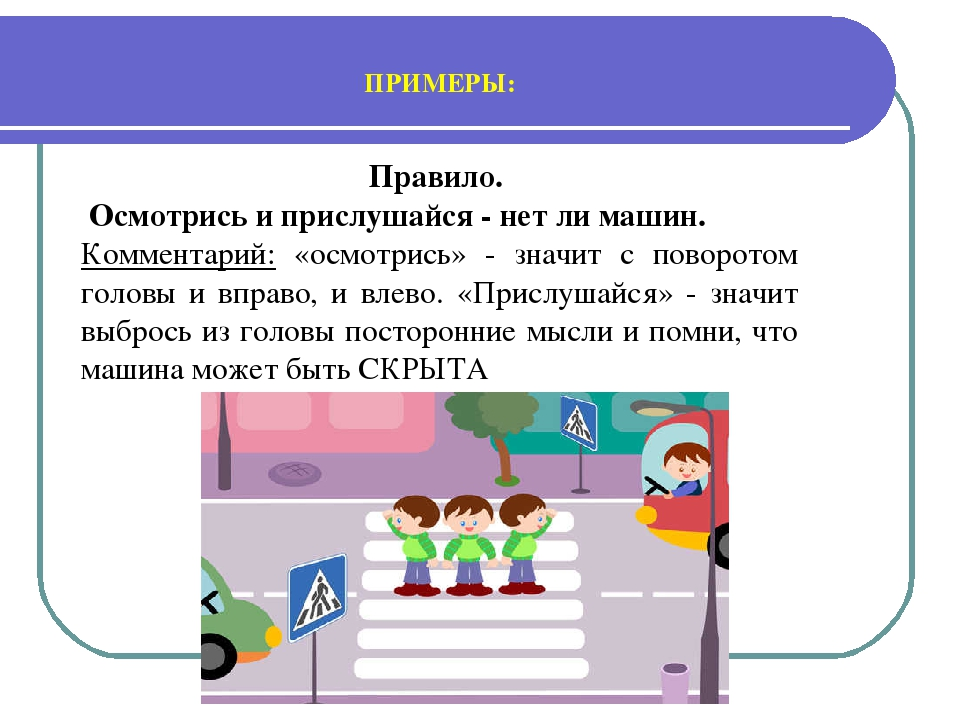 ПРИМЕРЫ:
Правило.
Осмотрись и прислушайся - нет ли машин.
Комментарий: «осмотрись» - значит с поворотом
головы и вправо, и влево. «Прислушайся» - значит
выбрось из головы посторонние мысли и помни, что
машина может быть СКРЫТА